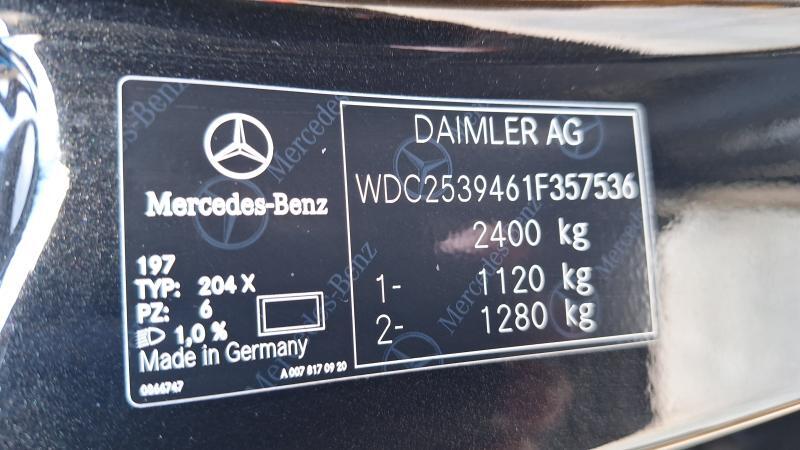 Mercedes-Benz
197
TYP: 204 X
PZ: 6
1,0 %
Made in Germany
0866747
A 007 817 09 20
DAIMLER AG
WDC2539461F357536
2400 kg
1- 1120 kg
2- 1280 kg